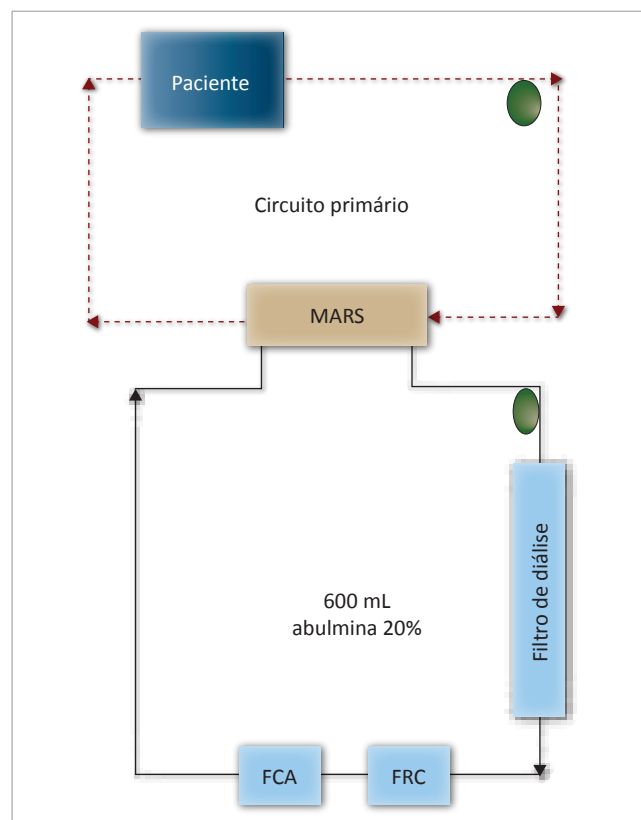 Paciente
Circuito primário
MARS
Filtro de diálise
600 mL
abulmina 20%
FCA
FRC